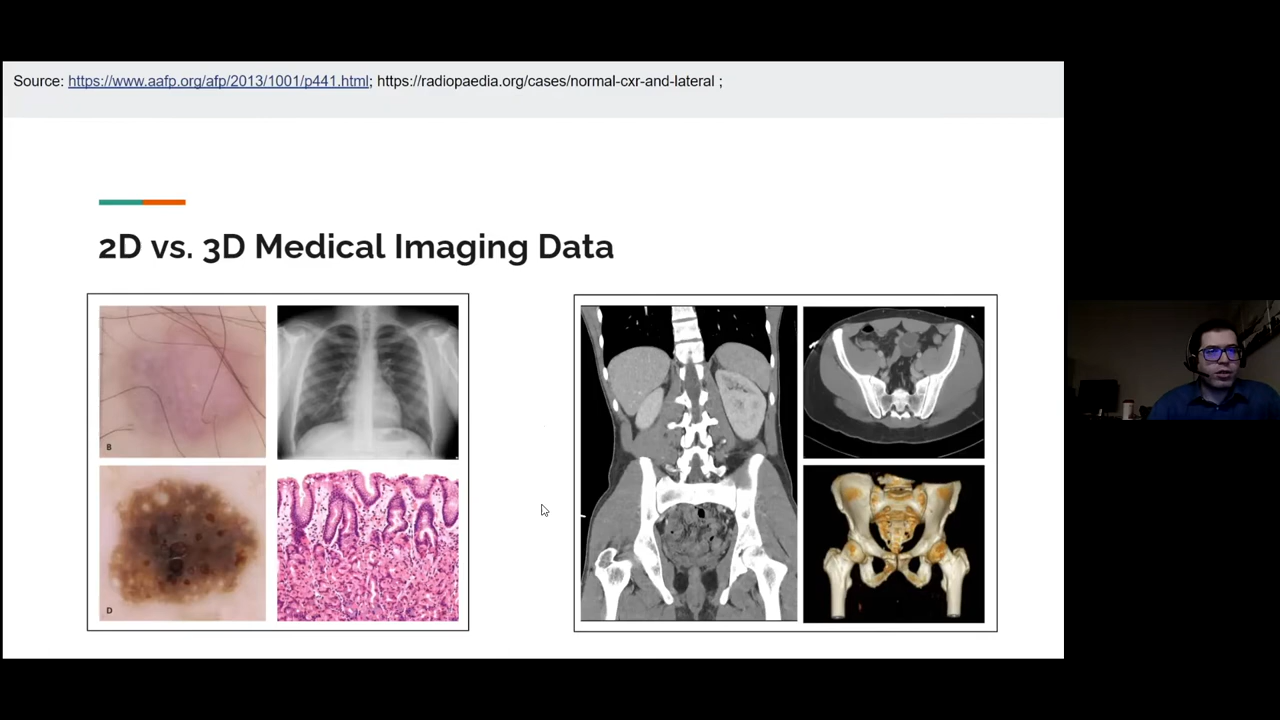 Source: https://www.aafp.org/afp/2013/1001/p441.html; https://radiopaedia.org/cases/normal-cxr-and-lateral ;
2D vs. 3D Medical Imaging Data
B
D